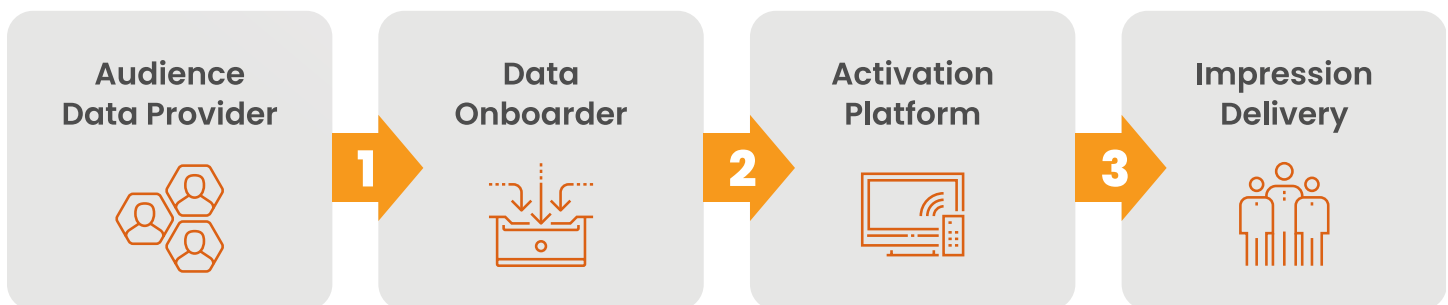 Audience
Data Provider
1
Data
Onboarder
2
Activation
Platform
3
Impression
Delivery